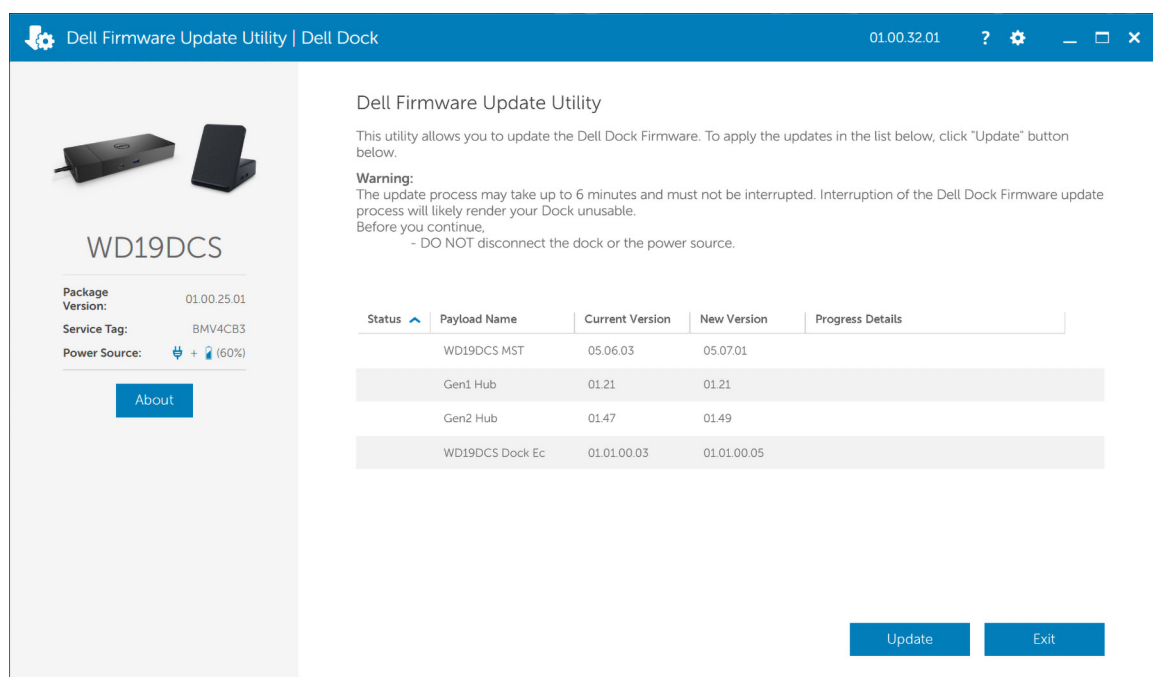 Dell Firmware Update Utility | Dell Dock
01.00.32.01
?
WD19DCS
Package Version: 01.00.25.01
Service Tag: BMV4CB3
Power Source: + (60%)
About
Dell Firmware Update Utility
This utility allows you to update the Dell Dock Firmware. To apply the updates in the list below, click "Update" button
below.
Warning:
The update process may take up to 6 minutes and must not be interrupted. Interruption of the Dell Dock Firmware update
process will likely render your Dock unusable.
Before you continue,
- DO NOT disconnect the dock or the power source.
Status Payload Name Current Version New Version Progress Details
WD19DCS MST 05.06.03 05.07.01
Gen1 Hub 01.21 01.21
Gen2 Hub 01.47 01.49
WD19DCS Dock Ec 01.01.00.03 01.01.00.05
Update Exit